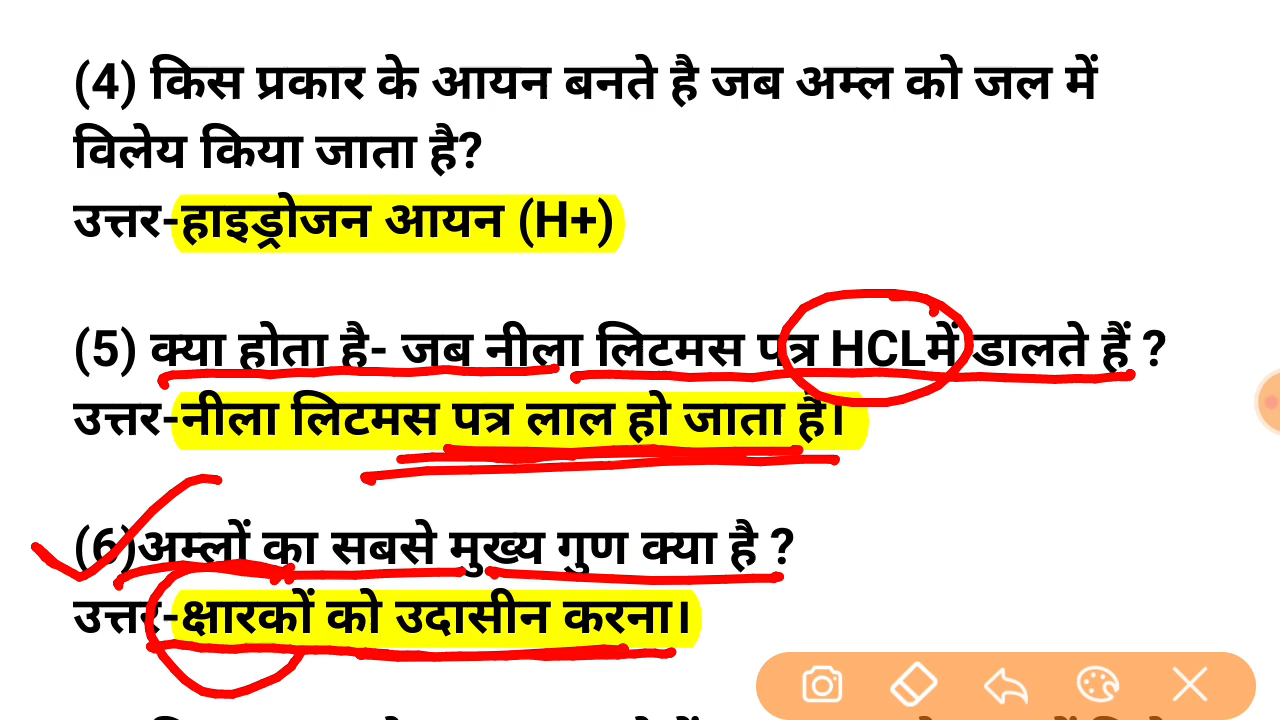 (4) किस प्रकार के आयन बनते है जब अम्ल को जल में
विलेय किया जाता है?
उत्तर-हाइड्रोजन आयन (H+)
(5) क्या होता है- जब नीला लिटमस पत्र HCLमें डालते हैं ?
उत्तर-नीला लिटमस पत्र लाल हो जाता है।
(6)अम्लों का सबसे मुख्य गुण क्या है ?
उत्तर-क्षारकों को उदासीन करना।